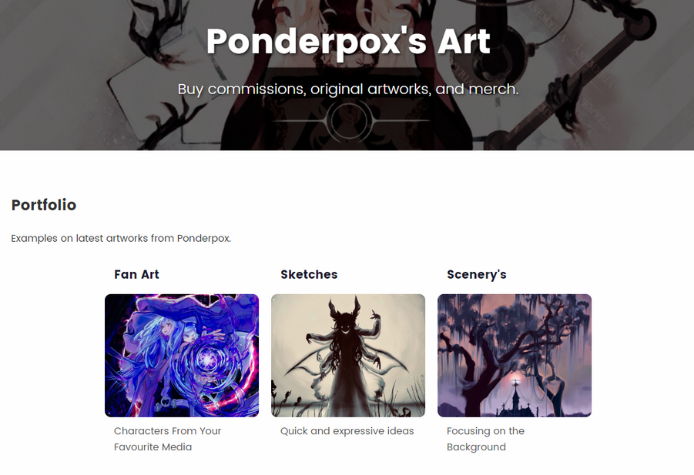 Ponderpox's Art
Buy commissions, original artworks, and merch.
Portfolio
Examples on latest artworks from Ponderpox.
Fan Art
Sketches
Scenery's
Characters From Your
Favourite Media
Quick and expressive ideas
Focusing on the
Background